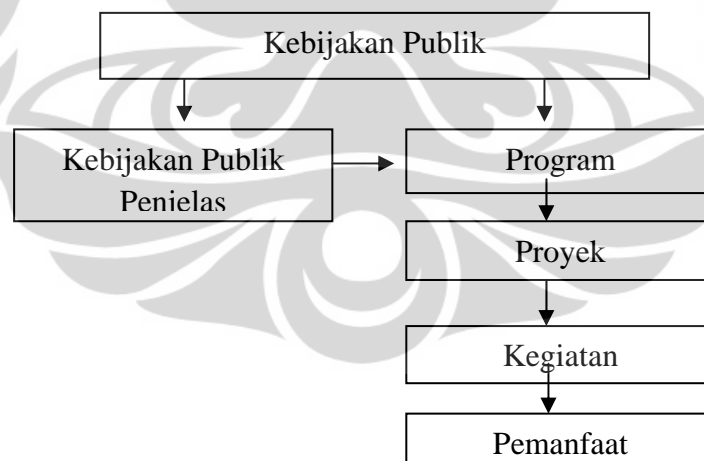 Kebijakan Publik
Kebijakan Publik
Penjelas
Program
Proyek
Kegiatan
Pemanfaat